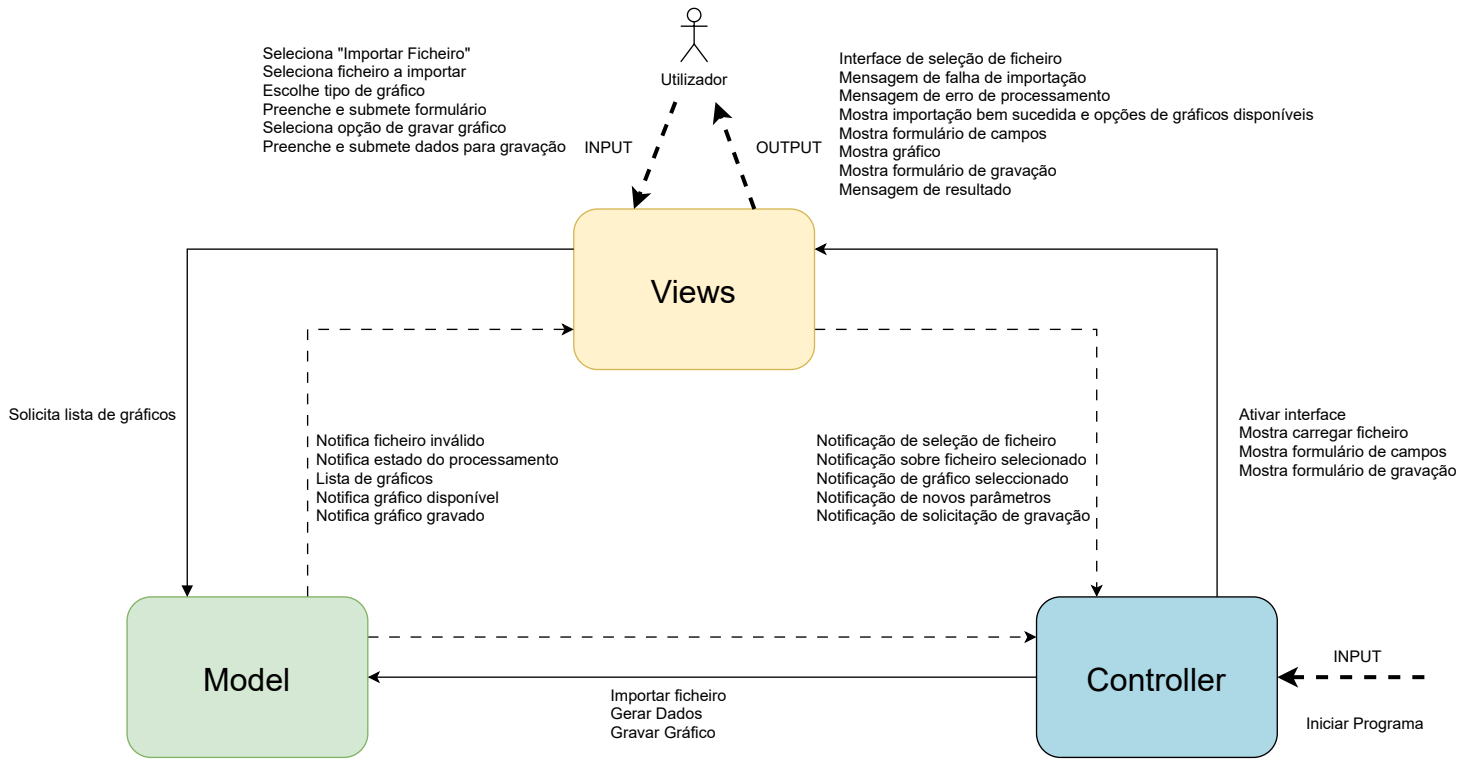 Utilizador
Seleciona "Importar Ficheiro"
Seleciona ficheiro a importar
Escolhe tipo de gráfico
Preenche e submete formulário
Seleciona opção de gravar gráfico
Preenche e submete dados para gravação
INPUT
OUTPUT
Interface de seleção de ficheiro
Mensagem de falha de importação
Mensagem de erro de processamento
Mostra importação bem sucedida e opções de gráficos disponíveis
Mostra formulário de campos
Mostra gráfico
Mostra formulário de gravação
Mensagem de resultado
Views
Solicita lista de gráficos
Notifica ficheiro inválido
Notifica estado do processamento
Lista de gráficos
Notifica gráfico disponível
Notifica gráfico gravado
Notificação de seleção de ficheiro
Notificação sobre ficheiro selecionado
Notificação de gráfico seleccionado
Notificação de novos parâmetros
Notificação de solicitação de gravação
Ativar interface
Mostra carregar ficheiro
Mostra formulário de campos
Mostra formulário de gravação
Model
Importar ficheiro
Gerar Dados
Gravar Gráfico
Controller
INPUT
Iniciar Programa